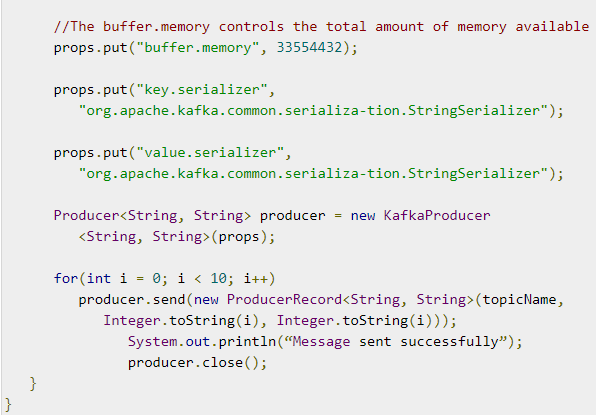 //The buffer.memory controls the total amount of memory available
props.put("buffer.memory", 33554432);
props.put("key.serializer",
"org.apache.kafka.common.serializa-tion.StringSerializer");
props.put("value.serializer",
"org.apache.kafka.common.serializa-tion.StringSerializer");
Producer<String, String> producer = new KafkaProducer
<String, String>(props);
for(int i = 0; i < 10; i++)
producer.send(new ProducerRecord<String, String>(topicName,
Integer.toString(i), Integer.toString(i)));
System.out.println(“Message sent successfully”);
producer.close();
}
}